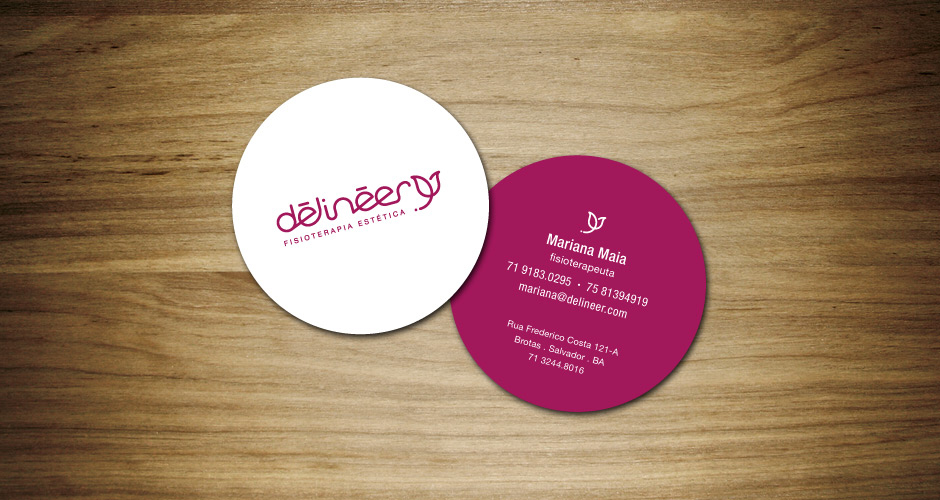 délinéer
FISIOTERAPIA ESTÉTICA
Mariana Maia
fisioterapeuta
71 9183.0295 • 75 81394919
mariana@delineer.com
Rua Frederico Costa 121-A
Brotas . Salvador . BA
71 3244.8016